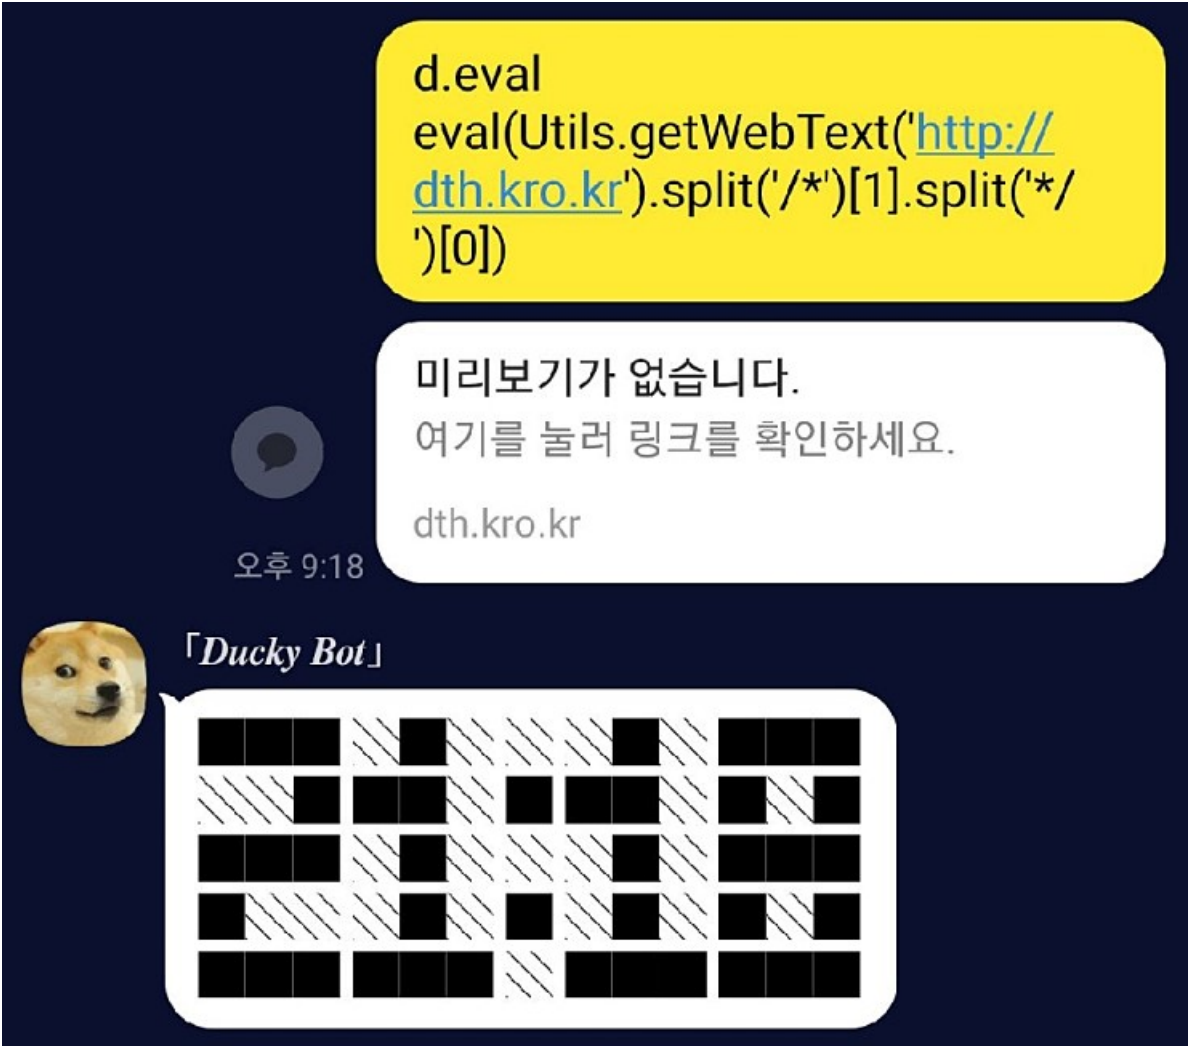 d.eval
eval(Utils.getWebText('http://
dth.kro.kr').split('/*')[1].split('*/
')[0])
미리보기가 없습니다.
여기를 눌러 링크를 확인하세요.
dth.kro.kr
오후 9:18
「Ducky Bot」
21:18